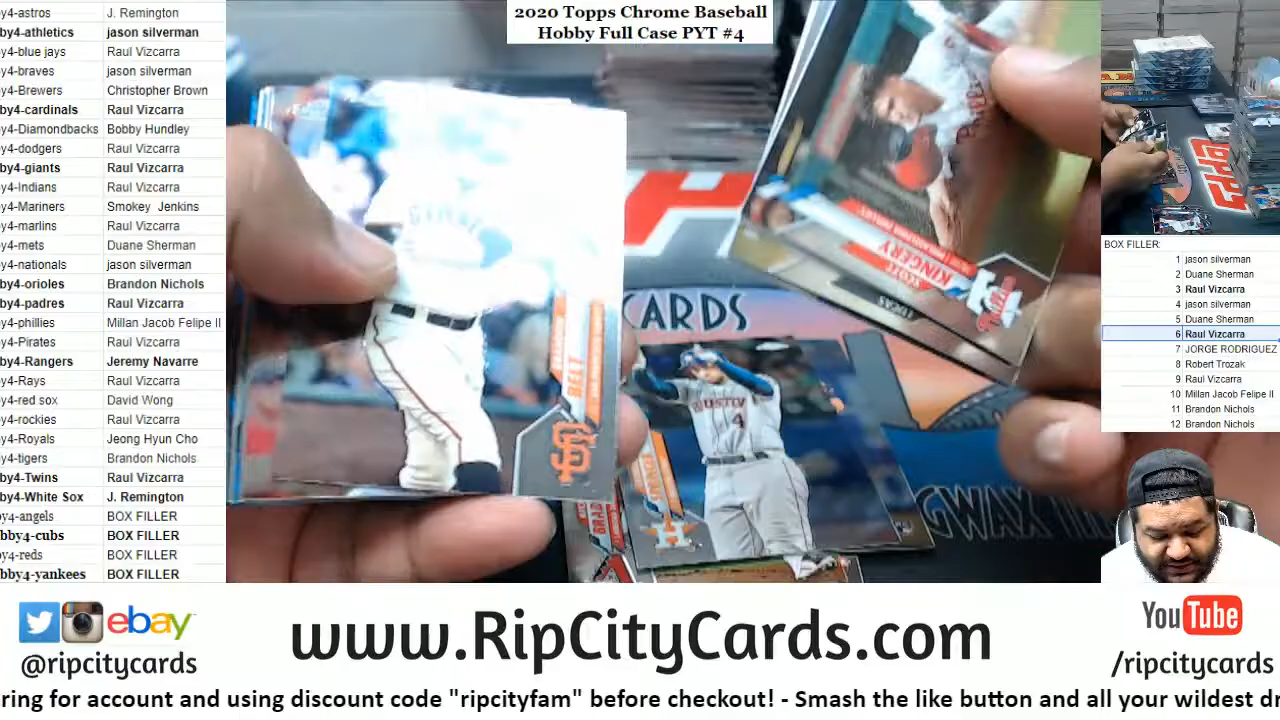 y4-astros J. Remington
by4-athletics jason silverman
y4-blue jays Raul Vizcarra
y4-braves jason silverman
y4-Brewers Christopher Brown
by4-cardinals Raul Vizcarra
y4-Diamondbacks Bobby Hundley
y4-dodgers Raul Vizcarra
by4-giants Raul Vizcarra
y4-Indians Raul Vizcarra
y4-Mariners Smokey Jenkins
y4-marlins Raul Vizcarra
y4-mets Duane Sherman
y4-nationals jason silverman
by4-orioles Brandon Nichols
by4-padres Raul Vizcarra
y4-phillies Millan Jacob Felipe II
y4-Pirates Raul Vizcarra
by4-Rangers Jeremy Navarre
y4-Rays Raul Vizcarra
y4-red sox David Wong
y4-rockies Raul Vizcarra
y4-Royals Jeong Hyun Cho
y4-tigers Brandon Nichols
by4-Twins Raul Vizcarra
by4-White Sox J. Remington
y4-angels BOX FILLER
bby4-cubs BOX FILLER
y4-reds BOX FILLER
bby4-yankees BOX FILLER
2020 Topps Chrome Baseball
Hobby Full Case PYT #4
SCOTT
KINGERY
BELT
SF
CARDS
4
GWAX
topps
BOX FILLER:
1 jason silverman
2 Duane Sherman
3 Raul Vizcarra
4 jason silverman
5 Duane Sherman
6 Raul Vizcarra
7 JORGE RODRIGUEZ
8 Robert Trozak
9 Raul Vizcarra
10 Millan Jacob Felipe II
11 Brandon Nichols
12 Brandon Nichols
ebay
@ripcitycards
www.RipCityCards.com
YouTube
/ripcitycards
ring for account and using discount code "ripcityfam" before checkout! - Smash the like button and all your wildest dr